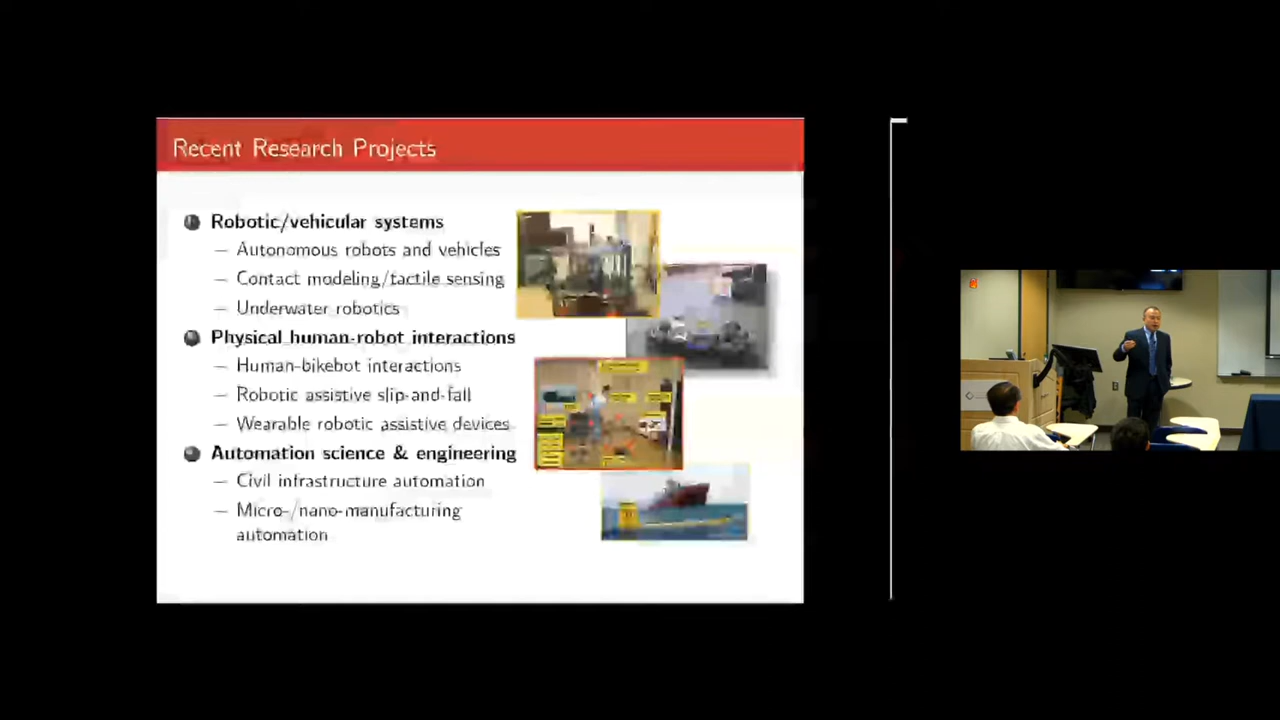 Recent Research Projects
Robotic/vehicular systems
– Autonomous robots and vehicles
– Contact modeling/tactile sensing
– Underwater robotics
Physical human-robot interactions
– Human-bikebot interactions
– Robotic assistive slip-and-fall
– Wearable robotic assistive devices
Automation science & engineering
– Civil infrastructure automation
– Micro-/nano-manufacturing
automation